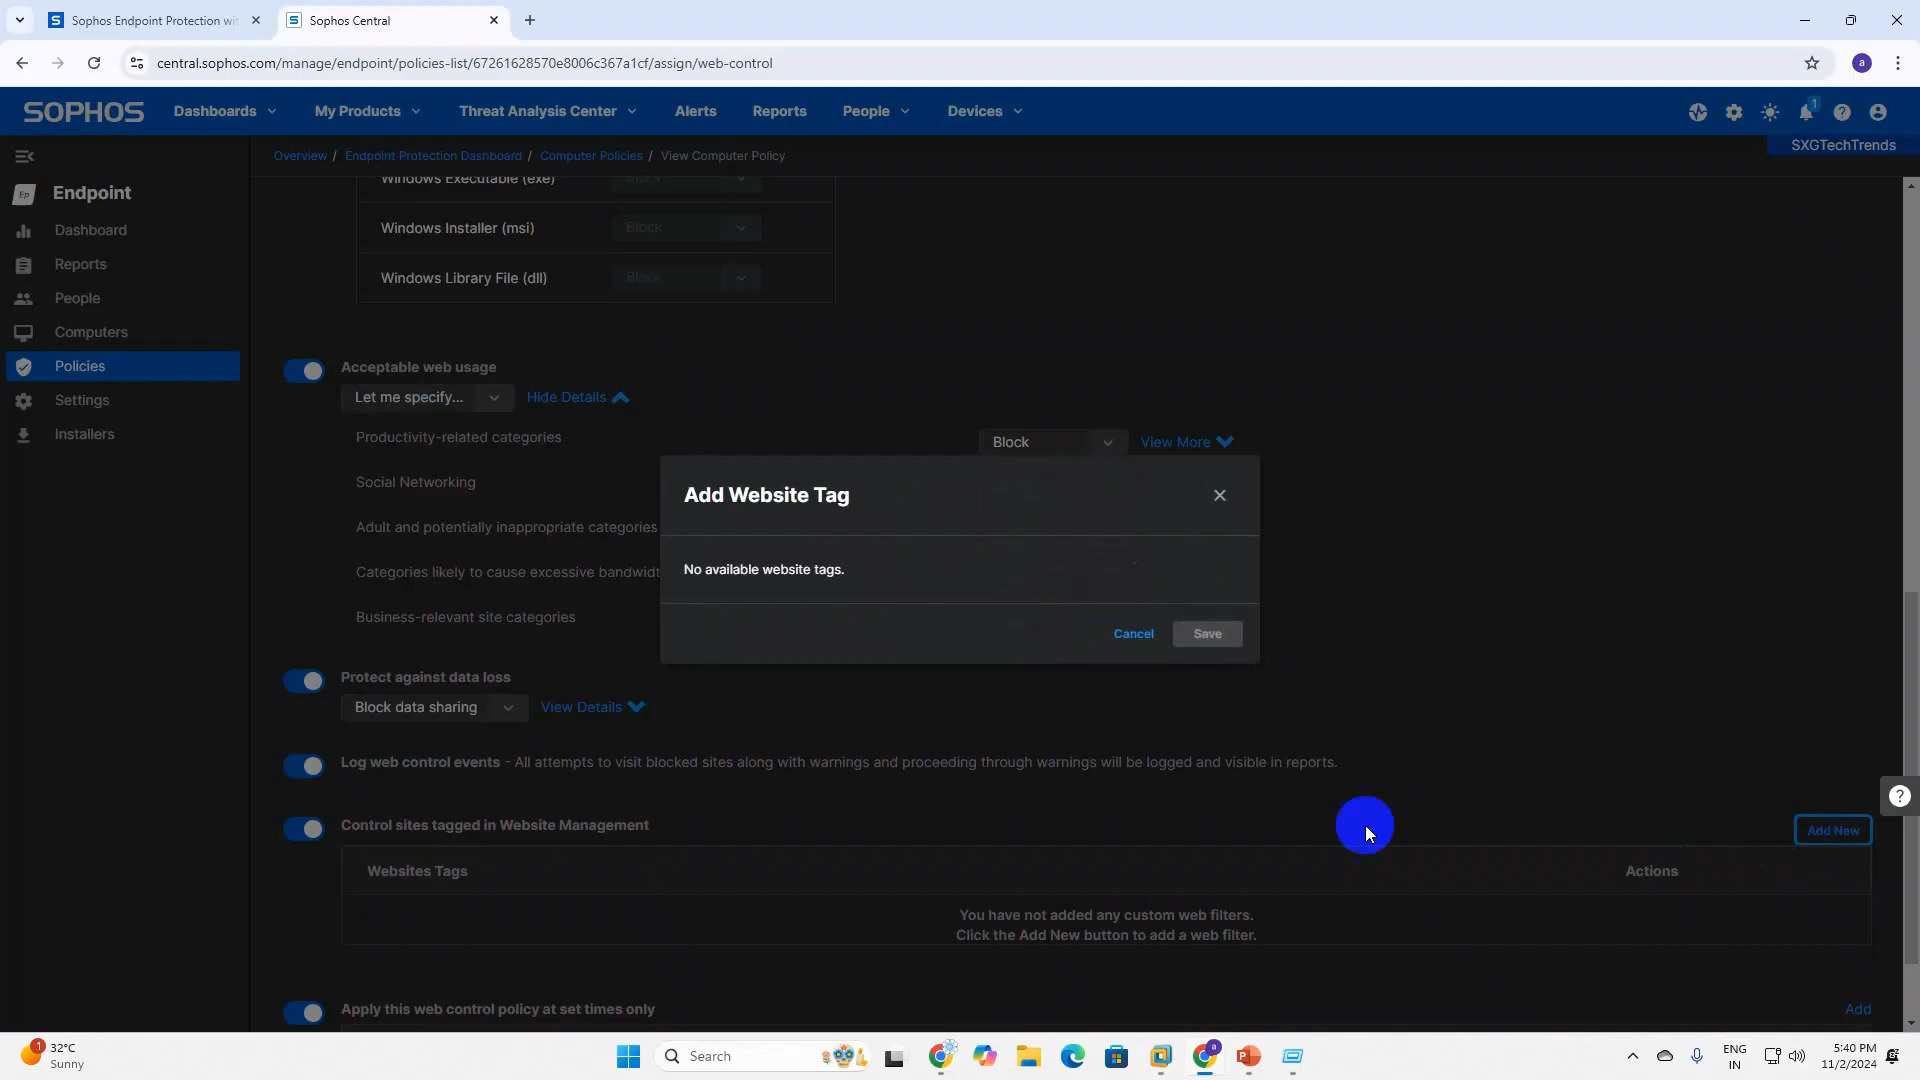 Sophos Endpoint Protection wi
Sophos Central
central.sophos.com/manage/endpoint/policies-list/67261628570e8006c367a1cf/assign/web-control
a
SOPHOS
Dashboards
My Products
Threat Analysis Center
Alerts
Reports
People
Devices
1
Overview / Endpoint Protection Dashboard / Computer Policies / View Computer Policy
SXGTechTrends
Ep
Endpoint
Dashboard
Reports
People
Computers
Policies
Settings
Installers
Windows Executable (exe) Block
Windows Installer (msi) Block
Windows Library File (dll) Block
Acceptable web usage
Let me specify... Hide Details
Productivity-related categories Block View More
Social Networking
Adult and potentially inappropriate categories
Categories likely to cause excessive bandwidt
Business-relevant site categories
Add Website Tag
No available website tags.
Cancel Save
Protect against data loss
Block data sharing View Details
Log web control events - All attempts to visit blocked sites along with warnings and proceeding through warnings will be logged and visible in reports.
Control sites tagged in Website Management Add New
Websites Tags Actions
You have not added any custom web filters.
Click the Add New button to add a web filter.
Apply this web control policy at set times only Add
1
32°C
Sunny
Search
a
ENG
IN
5:40 PM
11/2/2024